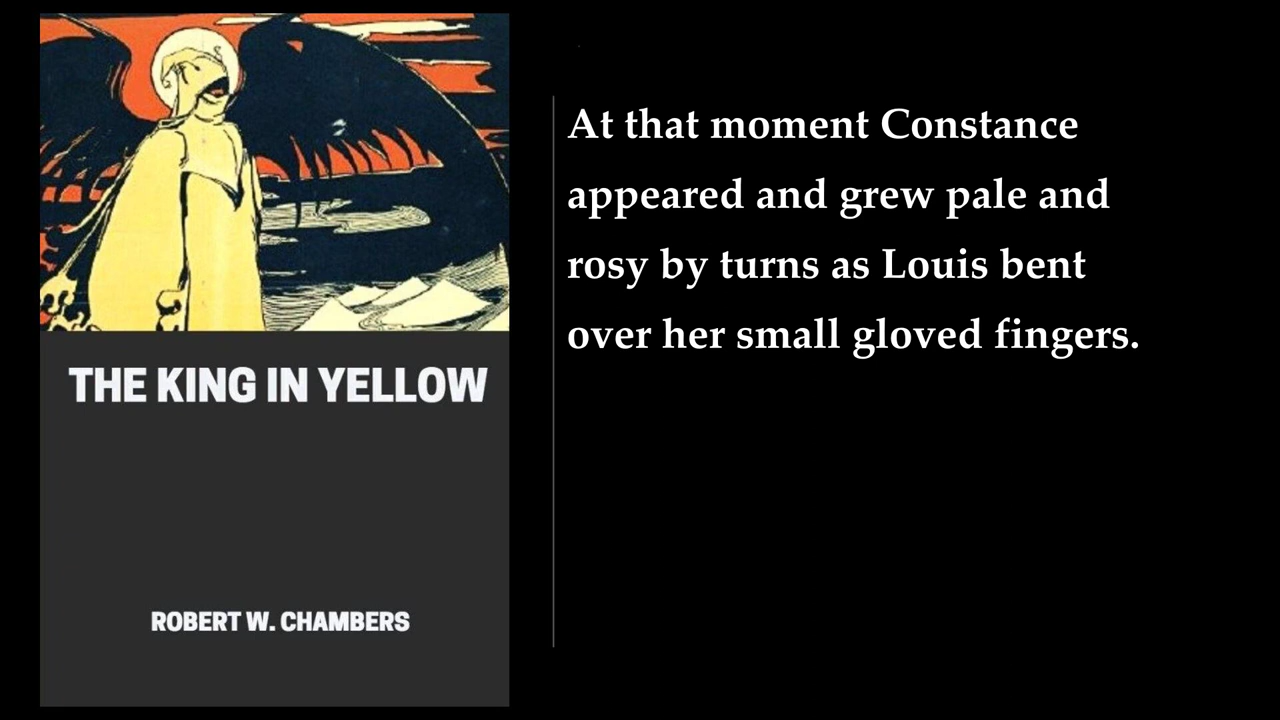 THE KING IN YELLOW
ROBERT W. CHAMBERS
At that moment Constance
appeared and grew pale and
rosy by turns as Louis bent
over her small gloved fingers.